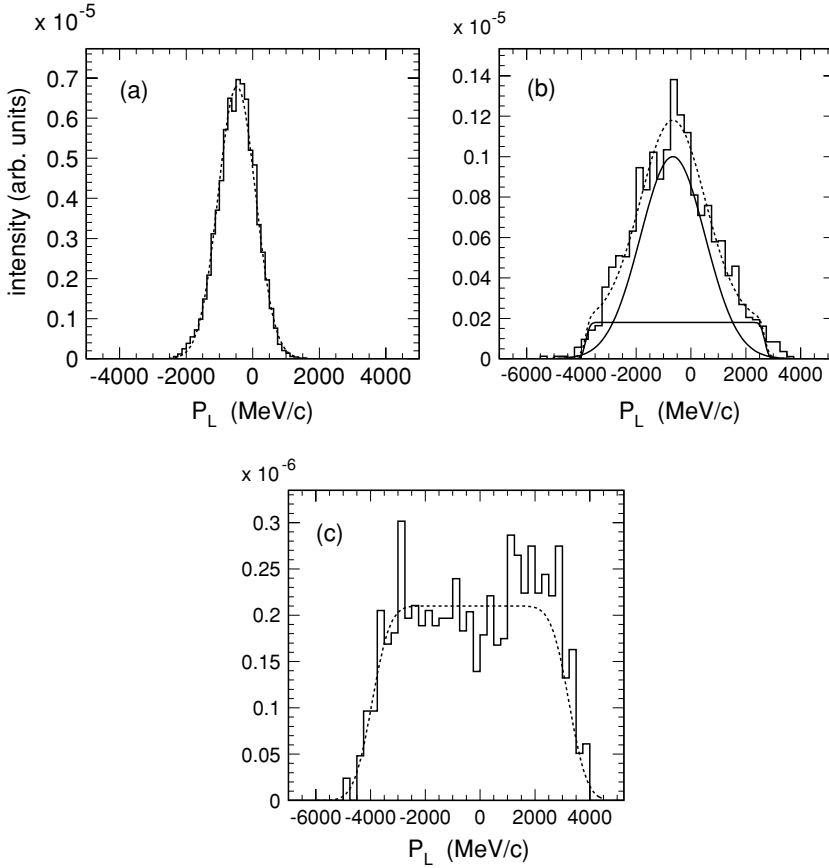 x 10^-5
(a)
intensity (arb. units)
0.7
0.6
0.5
0.4
0.3
0.2
0.1
0
-4000 -2000 0 2000 4000
P_L (MeV/c)
x 10^-5
(b)
0.14
0.12
0.1
0.08
0.06
0.04
0.02
0
-6000 -4000 -2000 0 2000 4000
P_L (MeV/c)
x 10^-6
(c)
0.3
0.25
0.2
0.15
0.1
0.05
0
-6000 -4000 -2000 0 2000 4000
P_L (MeV/c)